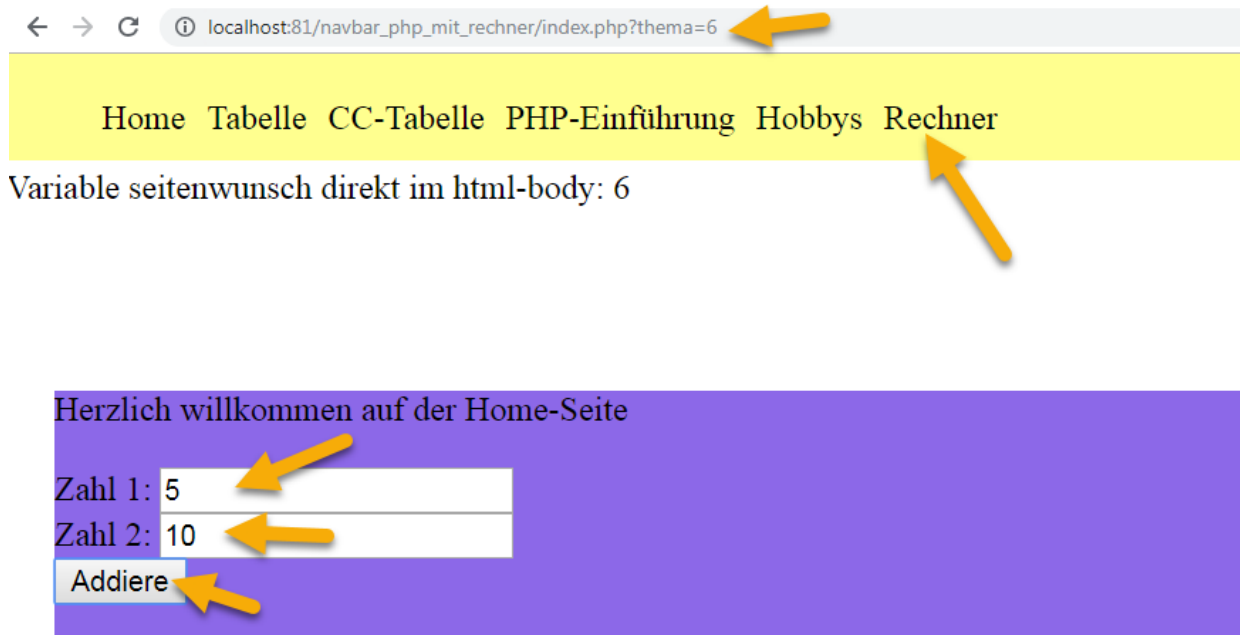 localhost:81/navbar_php_mit_rechner/index.php?thema=6
Home Tabelle CC-Tabelle PHP-Einführung Hobbys Rechner
Variable seitenwunsch direkt im html-body: 6
Herzlich willkommen auf der Home-Seite
Zahl 1: 5
Zahl 2: 10
Addiere